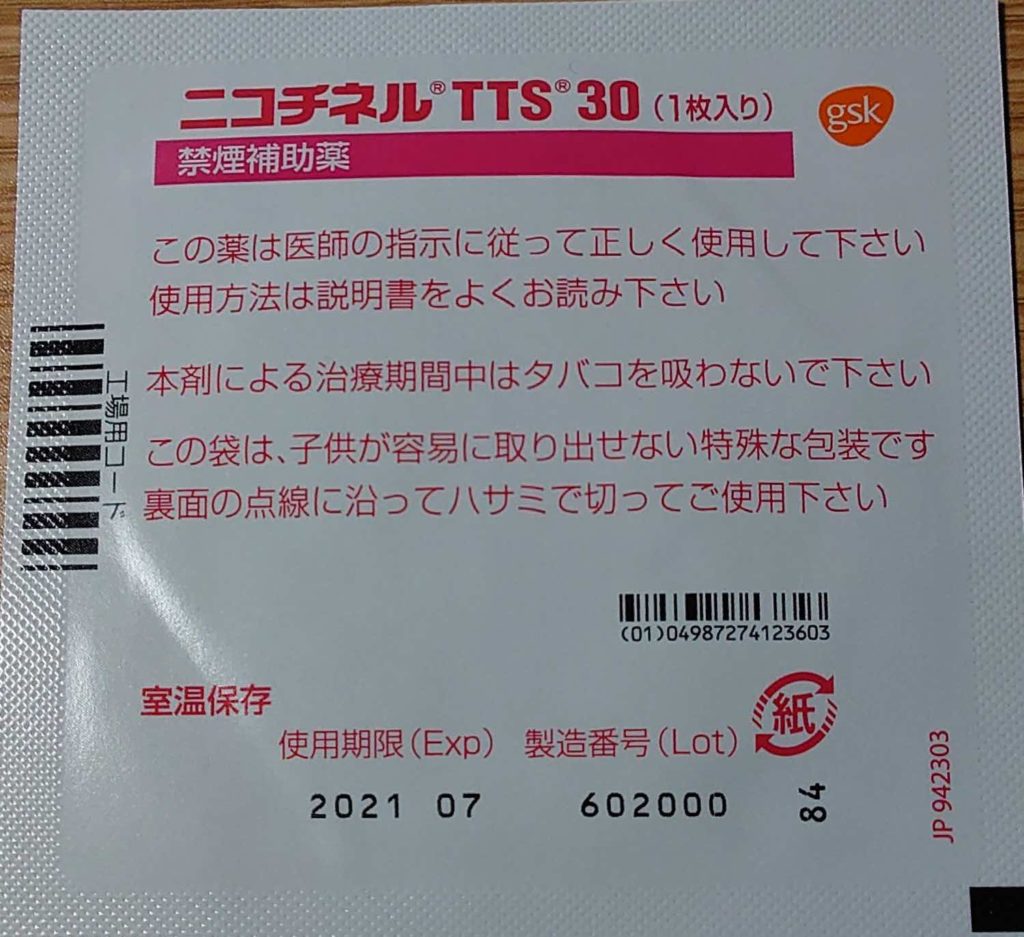 ニコチネル®TTS®30(1枚入り)
gsk
禁煙補助薬
この薬は医師の指示に従って正しく使用して下さい
使用方法は説明書をよくお読み下さい
本剤による治療期間中はタバコを吸わないで下さい
この袋は、子供が容易に取り出せない特殊な包装です
裏面の点線に沿ってハサミで切ってご使用下さい
工場用コード
(01)04987274123603
室温保存
紙
使用期限(Exp) 製造番号(Lot)
2021 07 602000
84
JP 942303